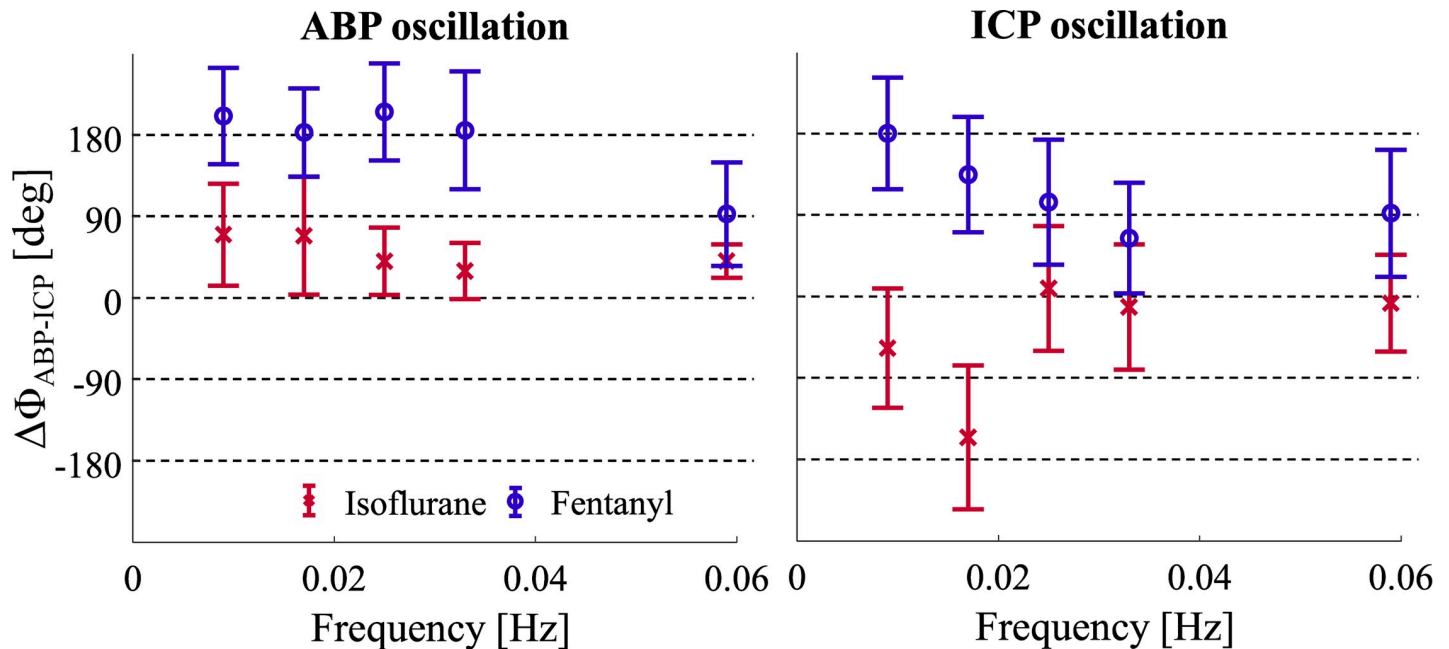 ABP oscillation
ICP oscillation
ΔΦABP-ICP [deg]
180
90
0
-90
-180
Isoflurane
Fentanyl
0
0.02
0.04
0.06
0
0.02
0.04
0.06
Frequency [Hz]
Frequency [Hz]